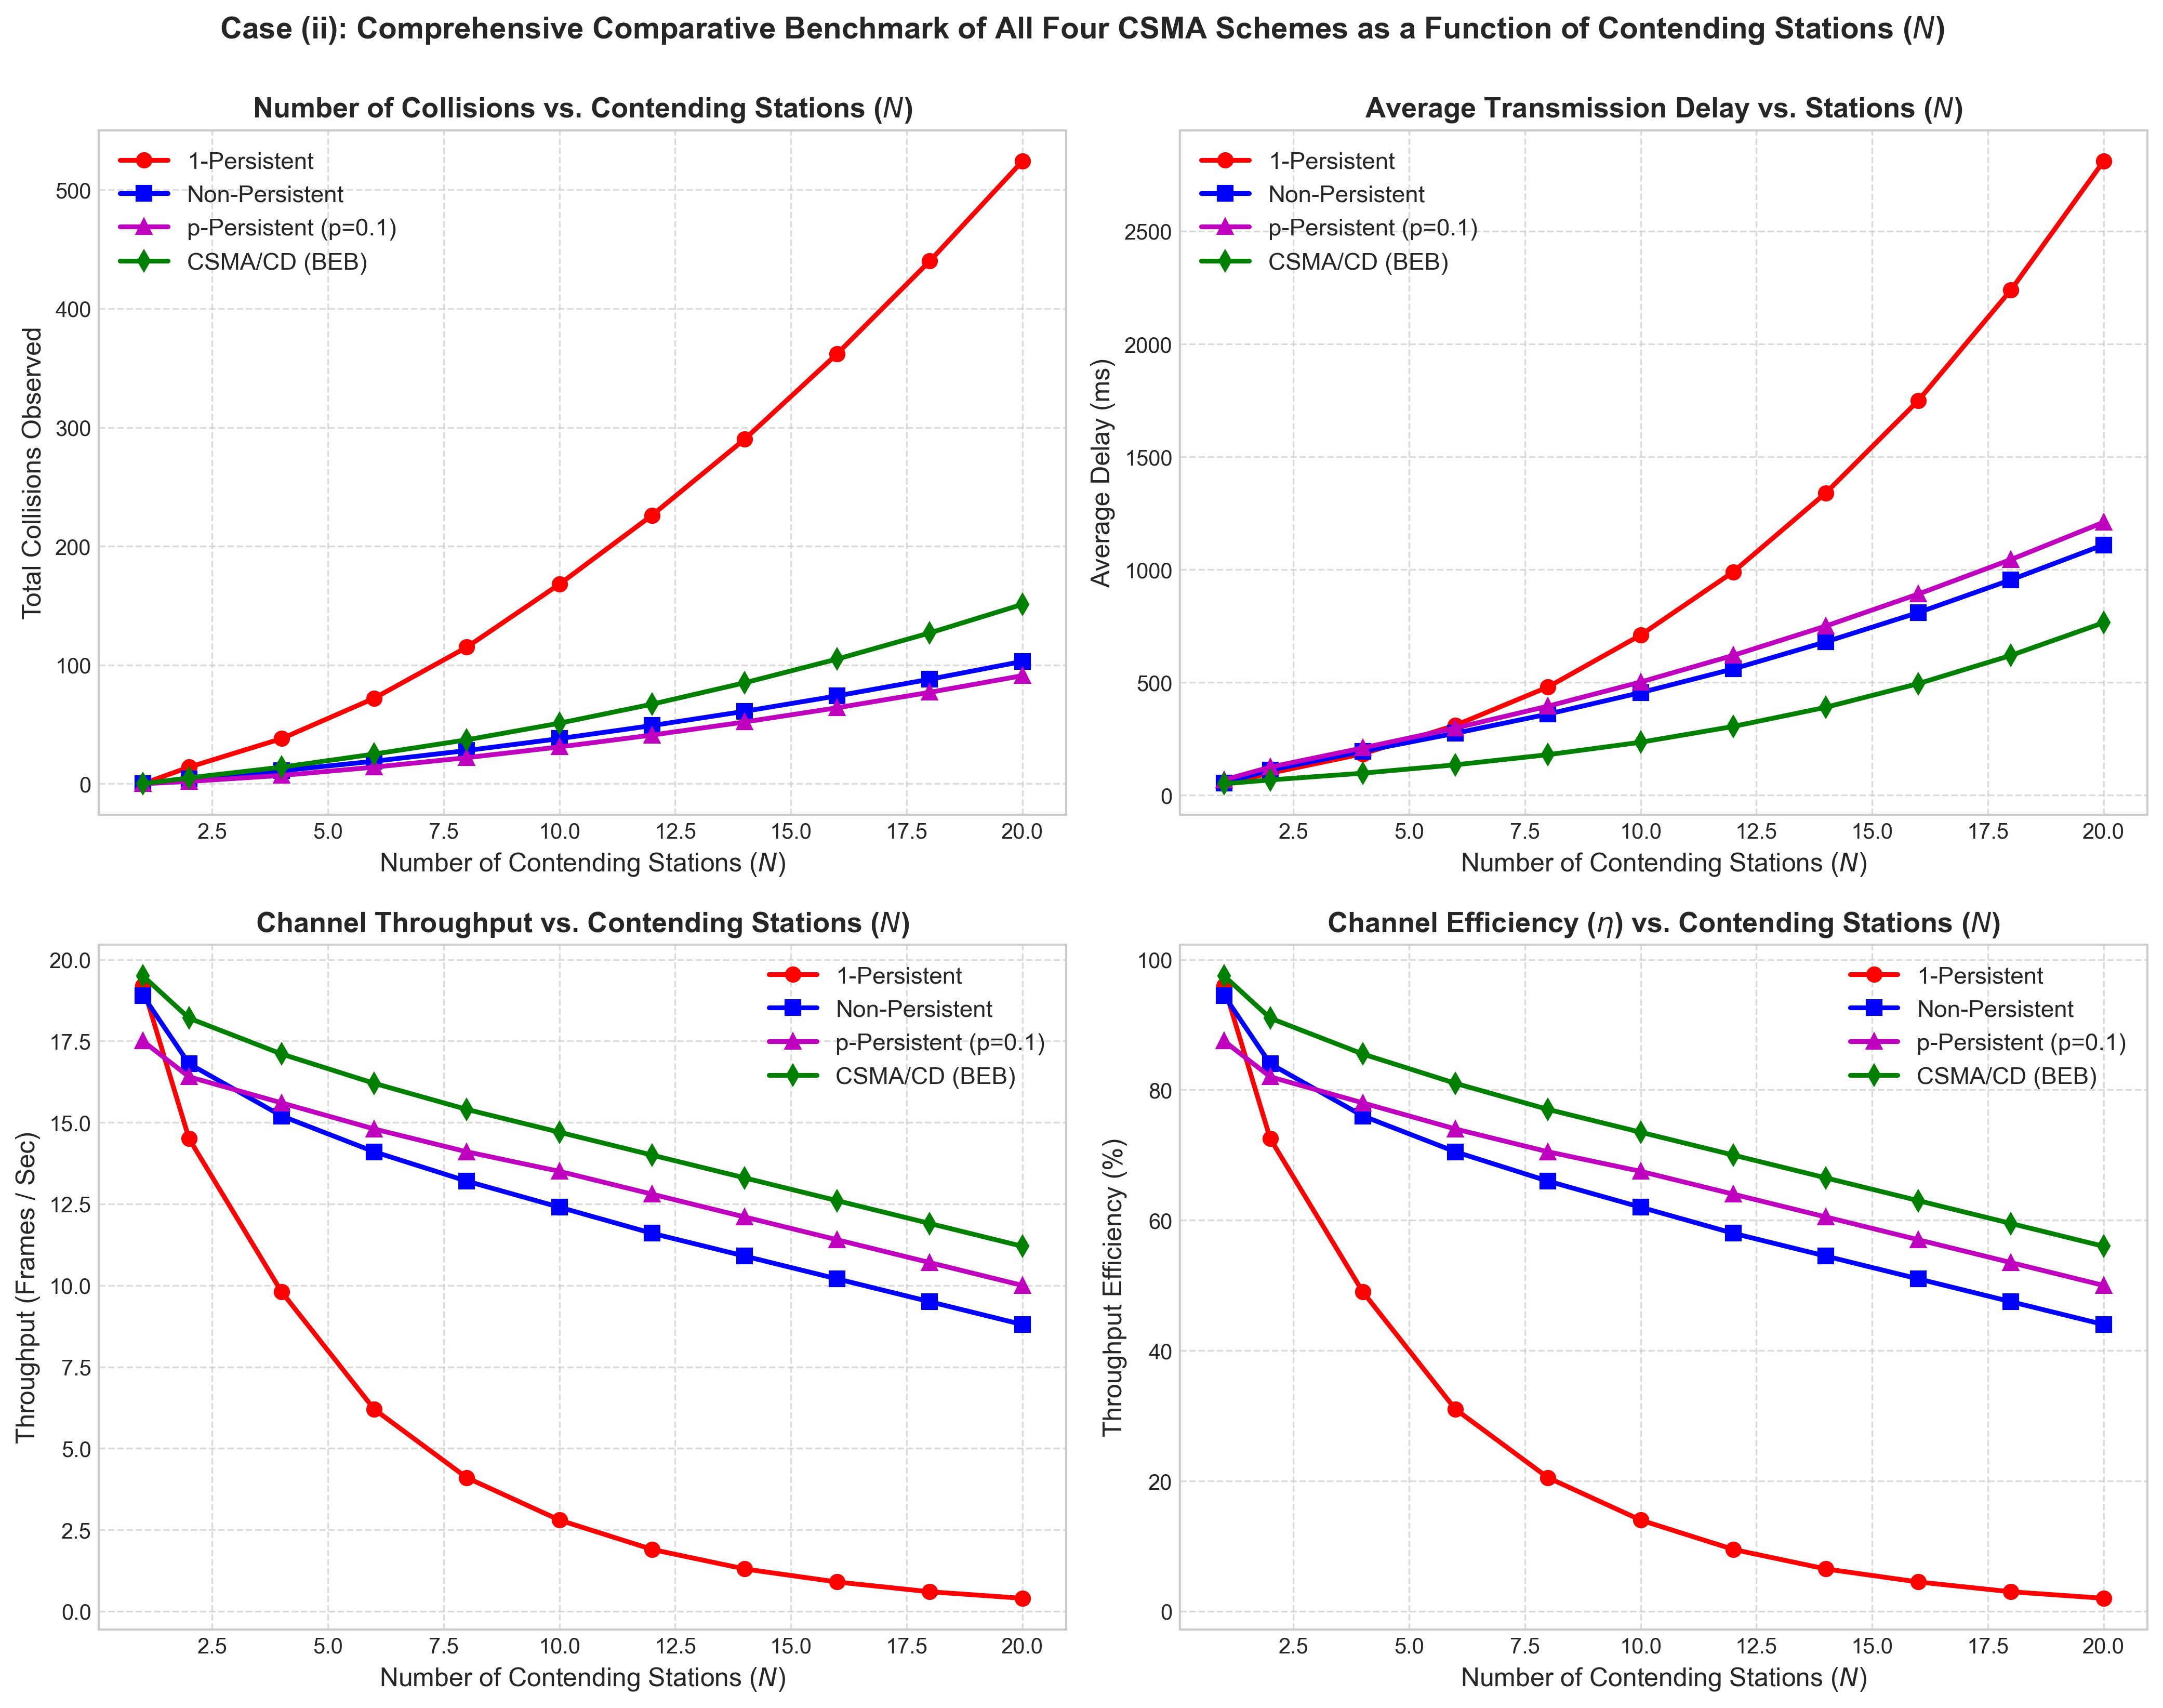 Case (ii): Comprehensive Comparative Benchmark of All Four CSMA Schemes as a Function of Contending Stations (N)
Number of Collisions vs. Contending Stations (N)
1-Persistent
Non-Persistent
p-Persistent (p=0.1)
CSMA/CD (BEB)
Total Collisions Observed
500
400
300
200
100
0
2.5 5.0 7.5 10.0 12.5 15.0 17.5 20.0
Number of Contending Stations (N)
Average Transmission Delay vs. Stations (N)
1-Persistent
Non-Persistent
p-Persistent (p=0.1)
CSMA/CD (BEB)
Average Delay (ms)
2500
2000
1500
1000
500
0
2.5 5.0 7.5 10.0 12.5 15.0 17.5 20.0
Number of Contending Stations (N)
Channel Throughput vs. Contending Stations (N)
1-Persistent
Non-Persistent
p-Persistent (p=0.1)
CSMA/CD (BEB)
Throughput (Frames / Sec)
20.0
17.5
15.0
12.5
10.0
7.5
5.0
2.5
0.0
2.5 5.0 7.5 10.0 12.5 15.0 17.5 20.0
Number of Contending Stations (N)
Channel Efficiency (η) vs. Contending Stations (N)
1-Persistent
Non-Persistent
p-Persistent (p=0.1)
CSMA/CD (BEB)
Throughput Efficiency (%)
100
80
60
40
20
0
2.5 5.0 7.5 10.0 12.5 15.0 17.5 20.0
Number of Contending Stations (N)